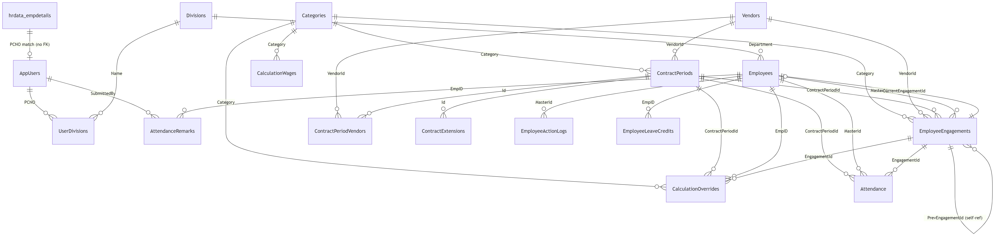 hrdata_empdetails
Divisions
Categories
Vendors
PCNO match (no FK)
Category
VendorId
Department
Category
AppUsers
Name
CalculationWages
VendorId
ContractPeriods
Employees
Category
VendorId
SubmittedBy
EmpID
Id
ContractPeriodId
MasterId
CurrentEngagementId
PCNO
Category
Id
MasterId
EmpID
UserDivisions
AttendanceRemarks
ContractPeriodVendors
ContractExtensions
EmployeeActionLogs
EmployeeLeaveCredits
ContractPeriodId
EmpID
ContractPeriodId
MasterId
EmployeeEngagements
EngagementId
EngagementId
CalculationOverrides
Attendance
PrevEngagementId (self-ref)